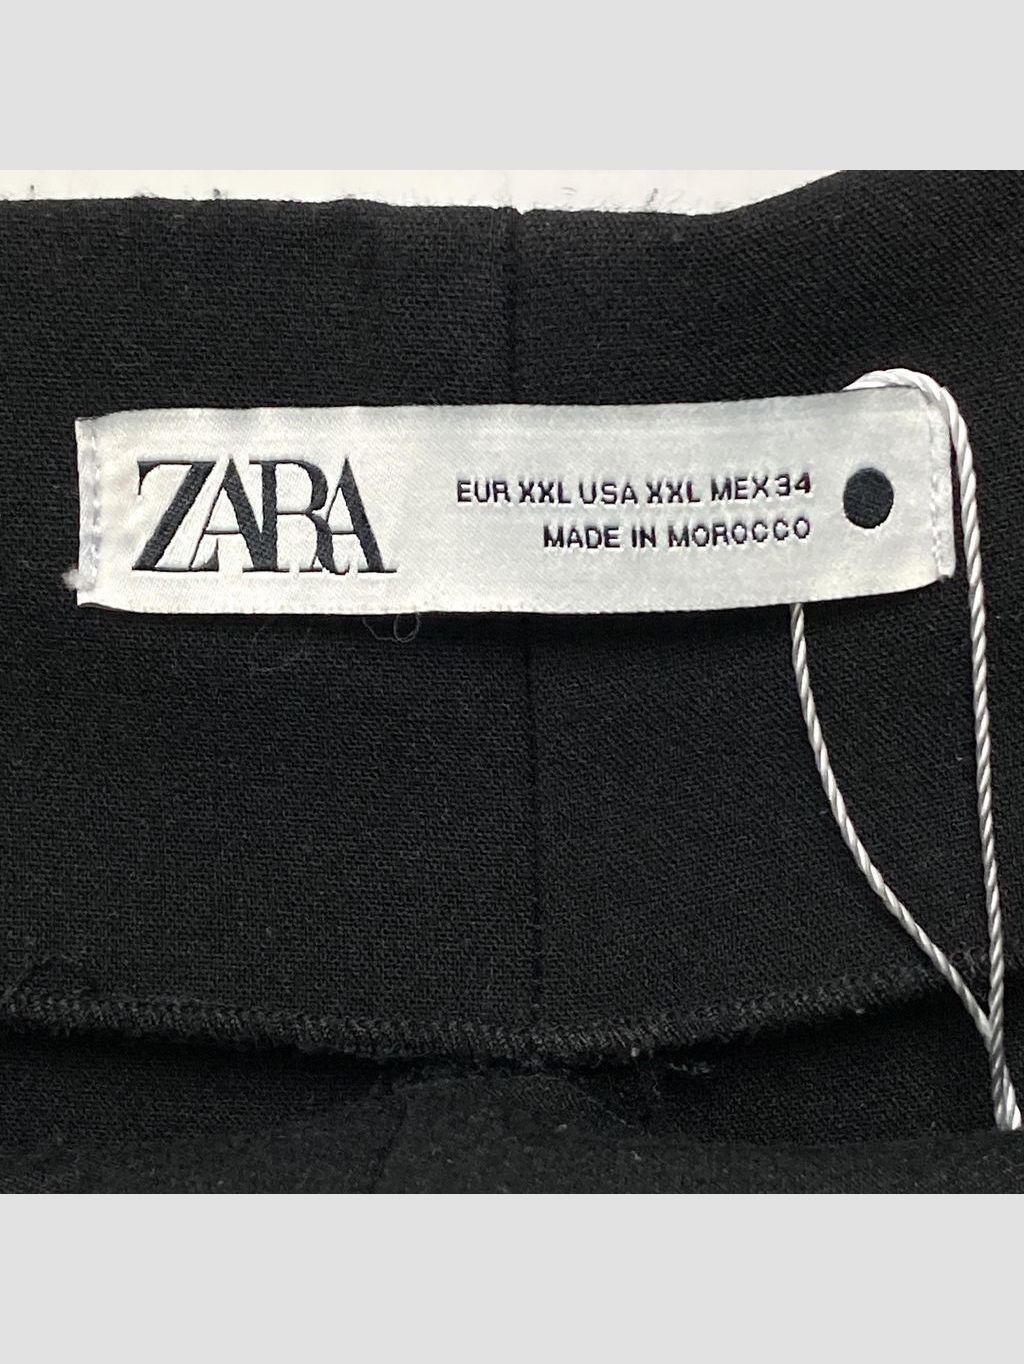 ZARA
EUR XXL USA XXL MEX 34
MADE IN MOROCCO